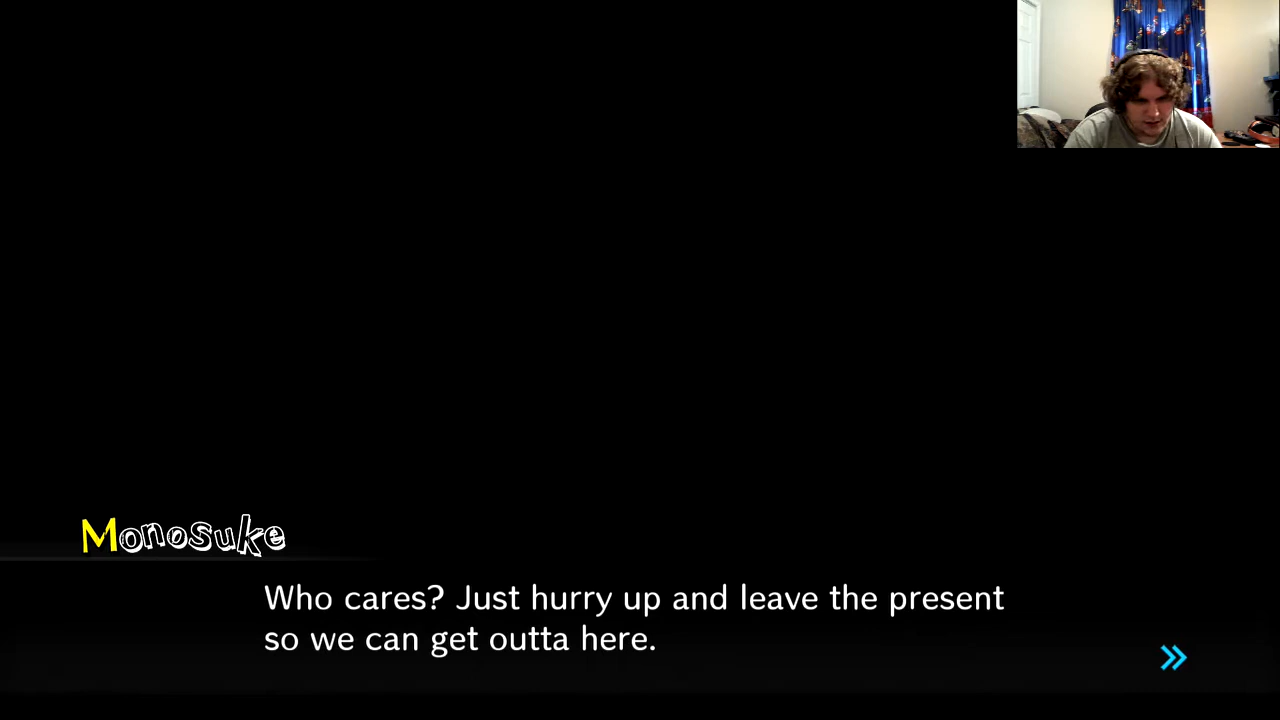 Monosuke
Who cares? Just hurry up and leave the present
so we can get outta here.